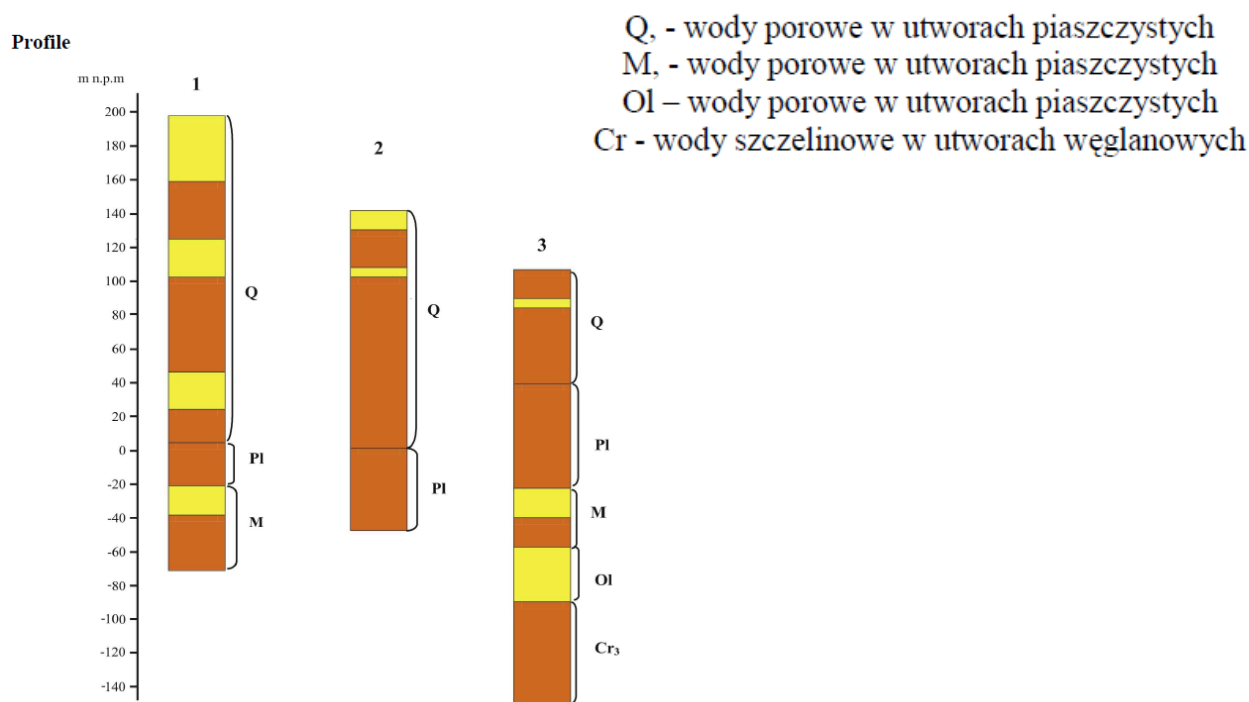 Profile
m n.p.m
Q, - wody porowe w utworach piaszczystych
M, - wody porowe w utworach piaszczystych
Ol – wody porowe w utworach piaszczystych
Cr - wody szczelinowe w utworach węglanowych
1
2
3
200
180
160
140
120
100
80
60
40
20
0
-20
-40
-60
-80
-100
-120
-140
Q
Pl
M
Q
Pl
Q
Pl
M
Ol
Cr₃